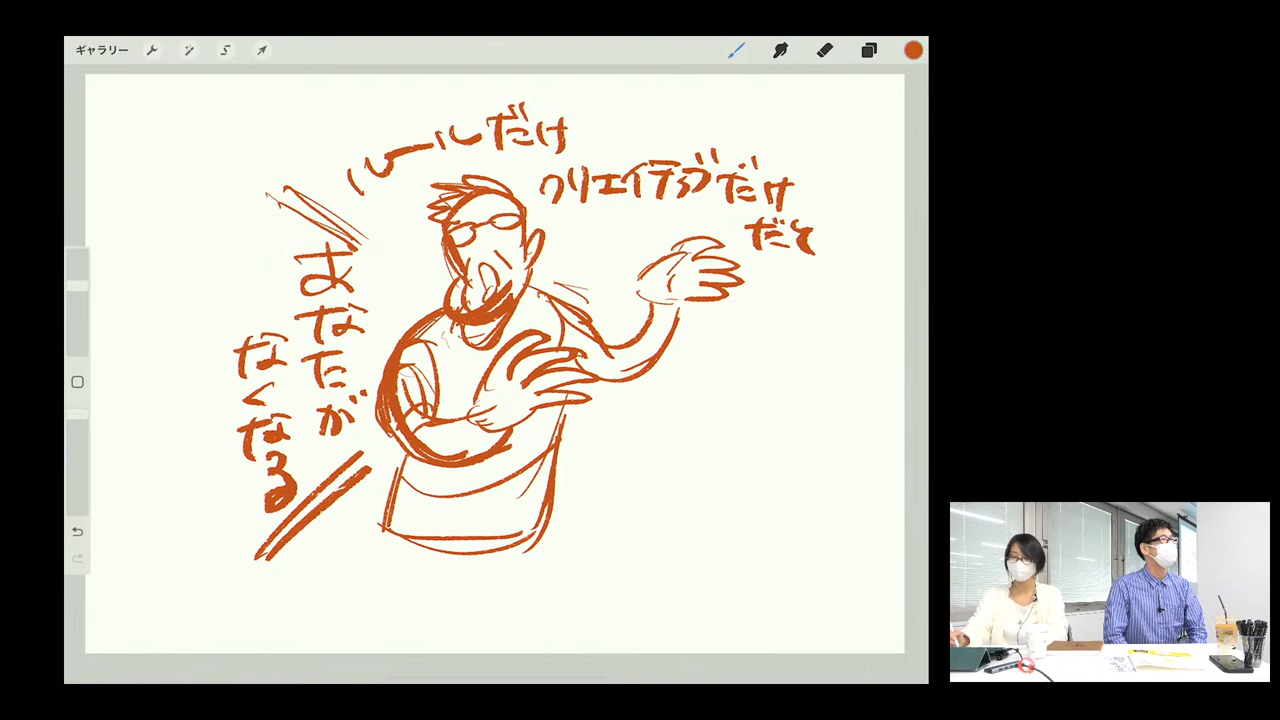 ギャラリー
ルールだけ
クリエイティブだけ
だと
あなたが
なくなる